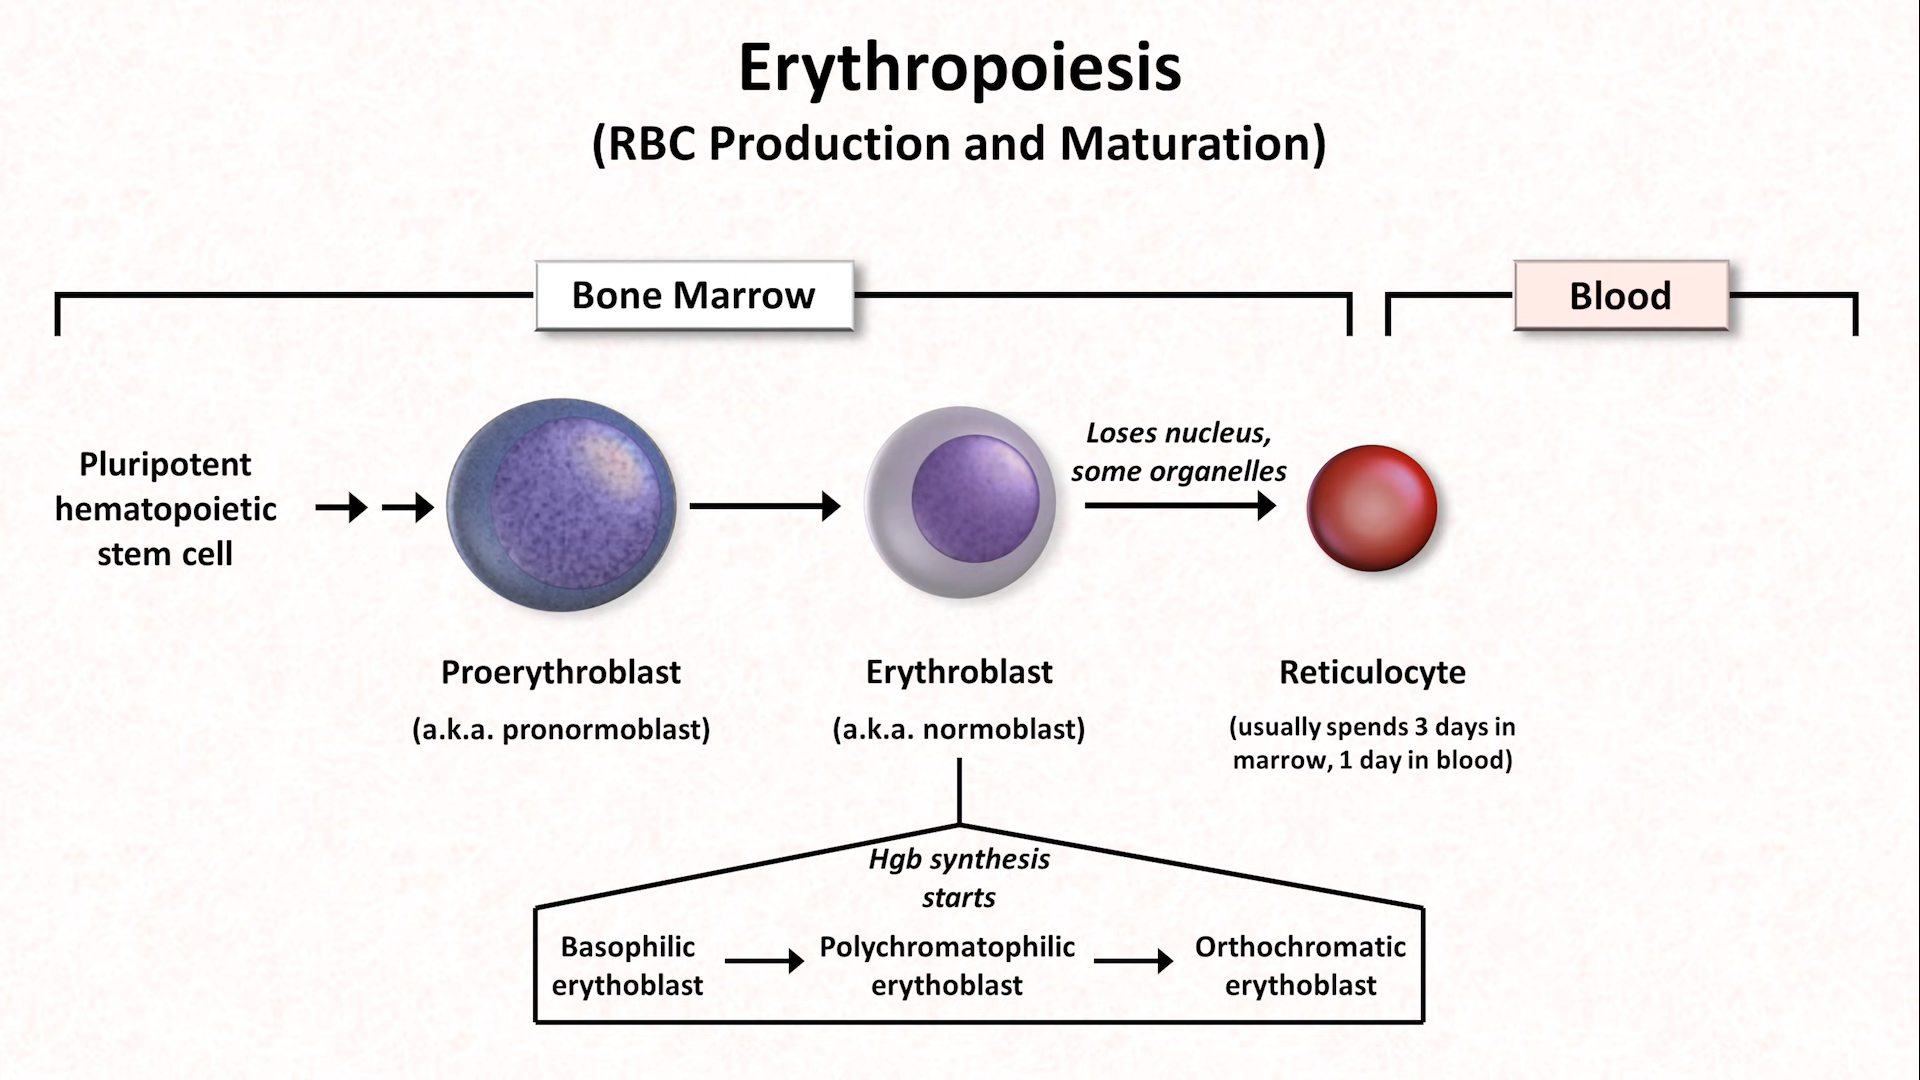 Erythropoiesis
(RBC Production and Maturation)
Bone Marrow
Blood
Pluripotent
hematopoietic
stem cell
Loses nucleus,
some organelles
Proerythroblast
(a.k.a. pronormoblast)
Erythroblast
(a.k.a. normoblast)
Reticulocyte
(usually spends 3 days in
marrow, 1 day in blood)
Hgb synthesis
starts
Basophilic
erythoblast
Polychromatophilic
erythoblast
Orthochromatic
erythoblast